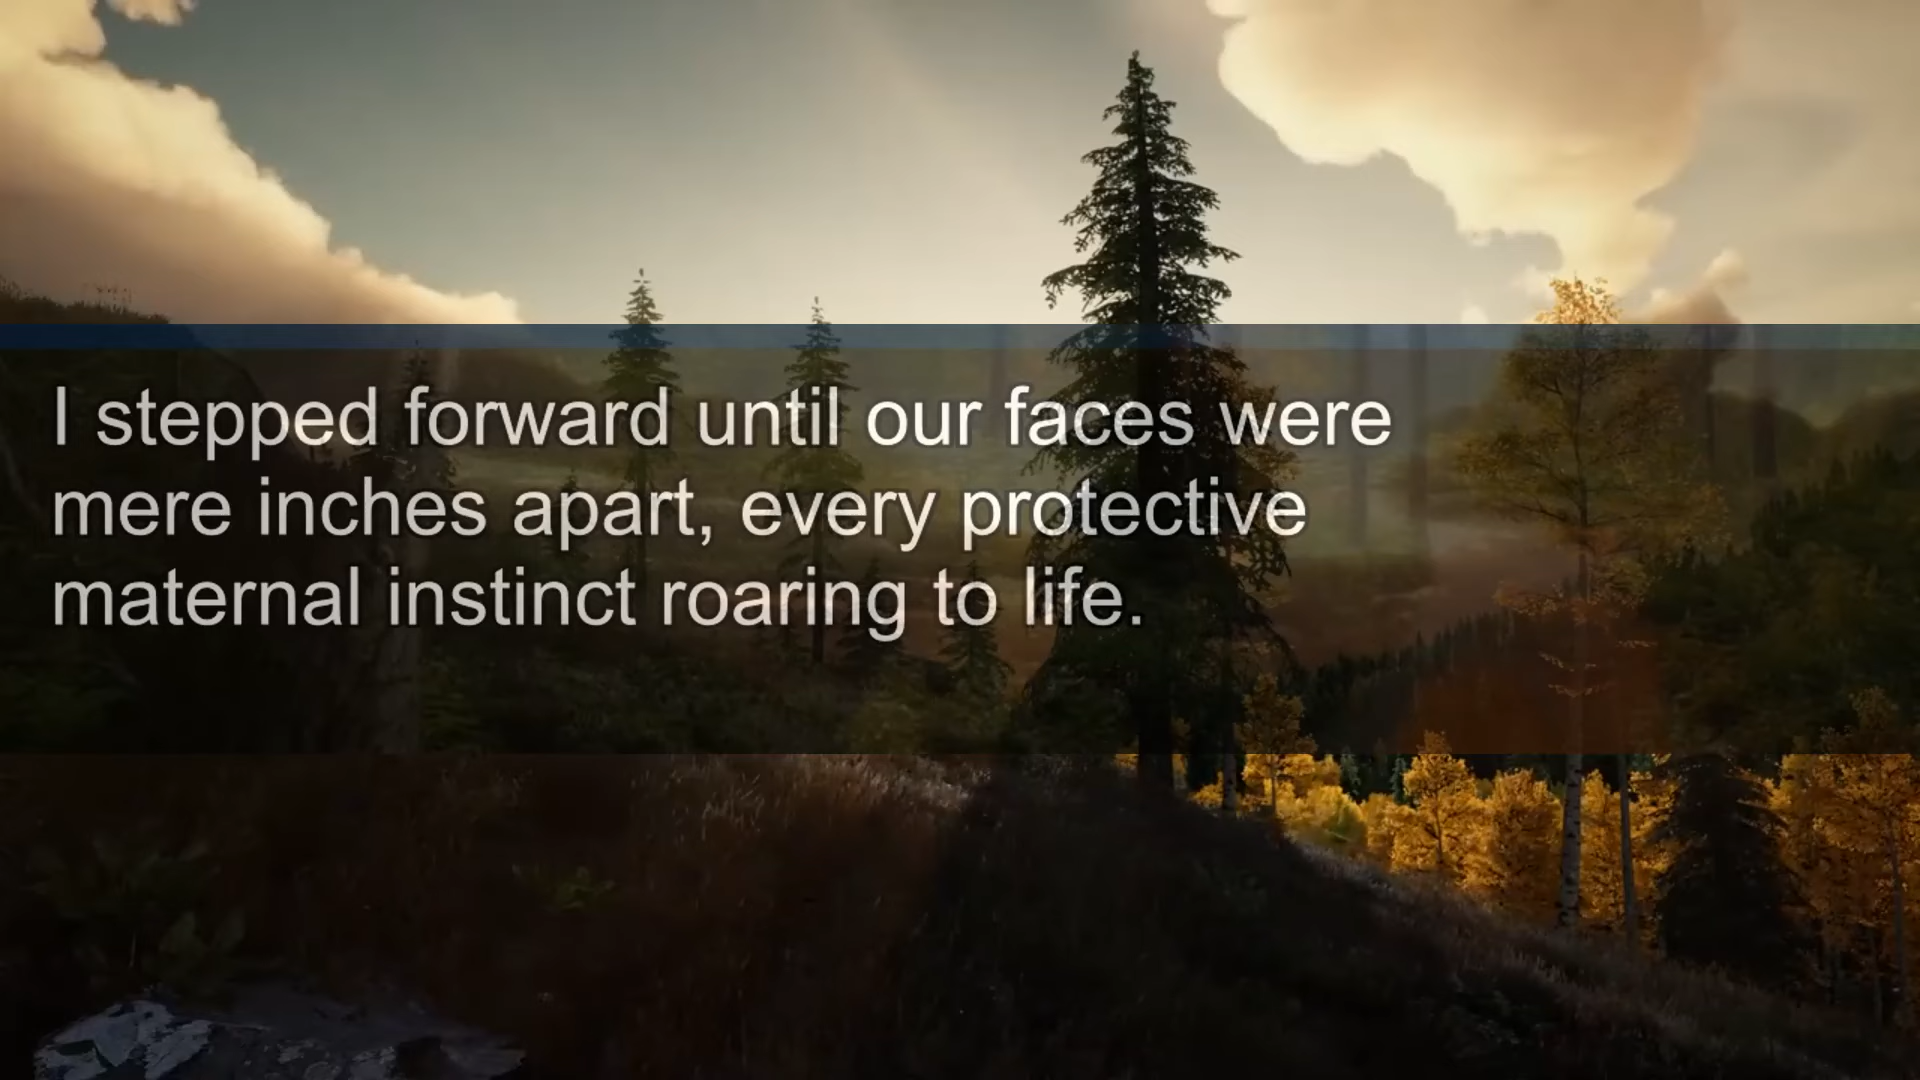 I stepped forward until our faces were
mere inches apart, every protective
maternal instinct roaring to life.